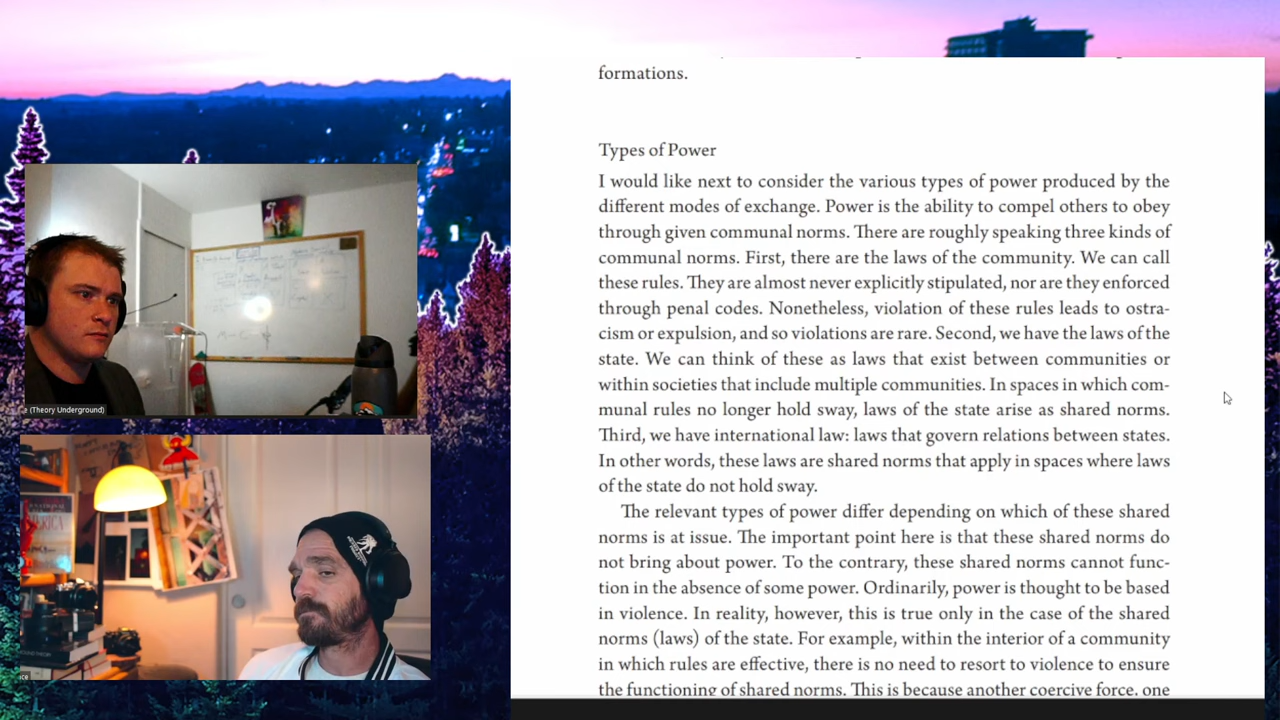 formations.
Types of Power
I would like next to consider the various types of power produced by the
different modes of exchange. Power is the ability to compel others to obey
through given communal norms. There are roughly speaking three kinds of
communal norms. First, there are the laws of the community. We can call
these rules. They are almost never explicitly stipulated, nor are they enforced
through penal codes. Nonetheless, violation of these rules leads to ostra-
cism or expulsion, and so violations are rare. Second, we have the laws of the
state. We can think of these as laws that exist between communities or
within societies that include multiple communities. In spaces in which com-
munal rules no longer hold sway, laws of the state arise as shared norms.
Third, we have international law: laws that govern relations between states.
In other words, these laws are shared norms that apply in spaces where laws
of the state do not hold sway.
The relevant types of power differ depending on which of these shared
norms is at issue. The important point here is that these shared norms do
not bring about power. To the contrary, these shared norms cannot func-
tion in the absence of some power. Ordinarily, power is thought to be based
in violence. In reality, however, this is true only in the case of the shared
norms (laws) of the state. For example, within the interior of a community
in which rules are effective, there is no need to resort to violence to ensure
the functioning of shared norms. This is because another coercive force, one
e (Theory Underground)